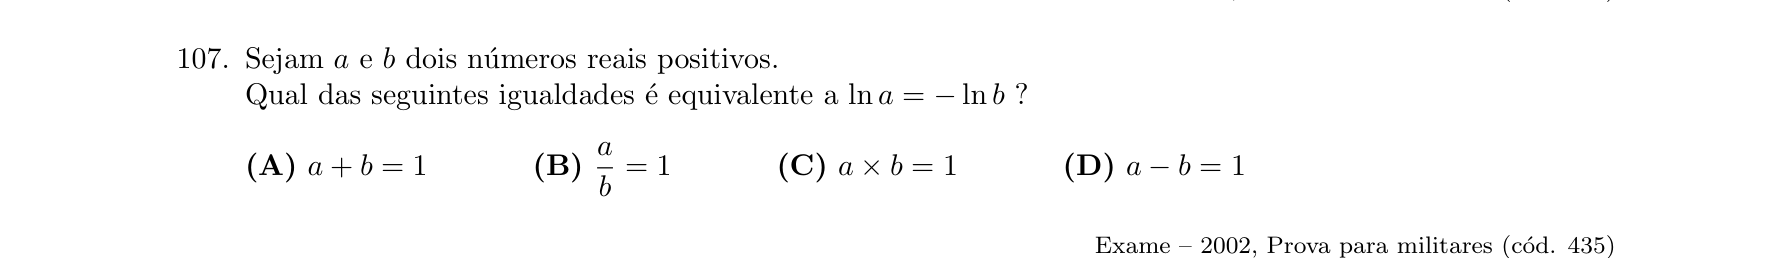 107. Sejam a e b dois números reais positivos.
Qual das seguintes igualdades é equivalente a ln a = − ln b ?
(A) a + b = 1 (B) a/b = 1 (C) a × b = 1 (D) a − b = 1
Exame – 2002, Prova para militares (cód. 435)